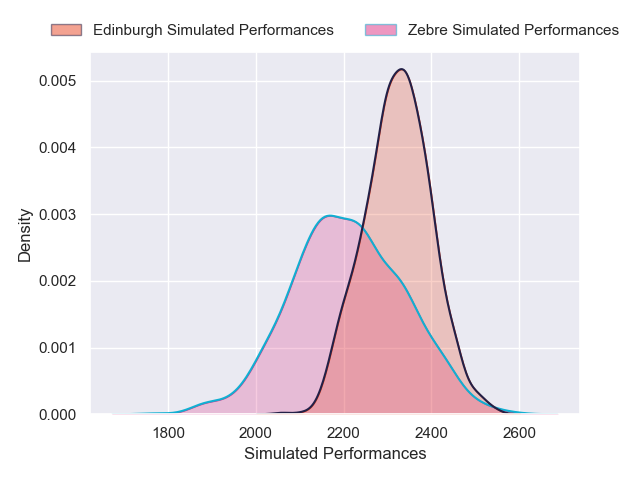 Edinburgh Simulated Performances Zebre Simulated Performances
0.005
0.004
0.003
0.002
0.001
0.000
Density
1800 2000 2200 2400 2600
Simulated Performances